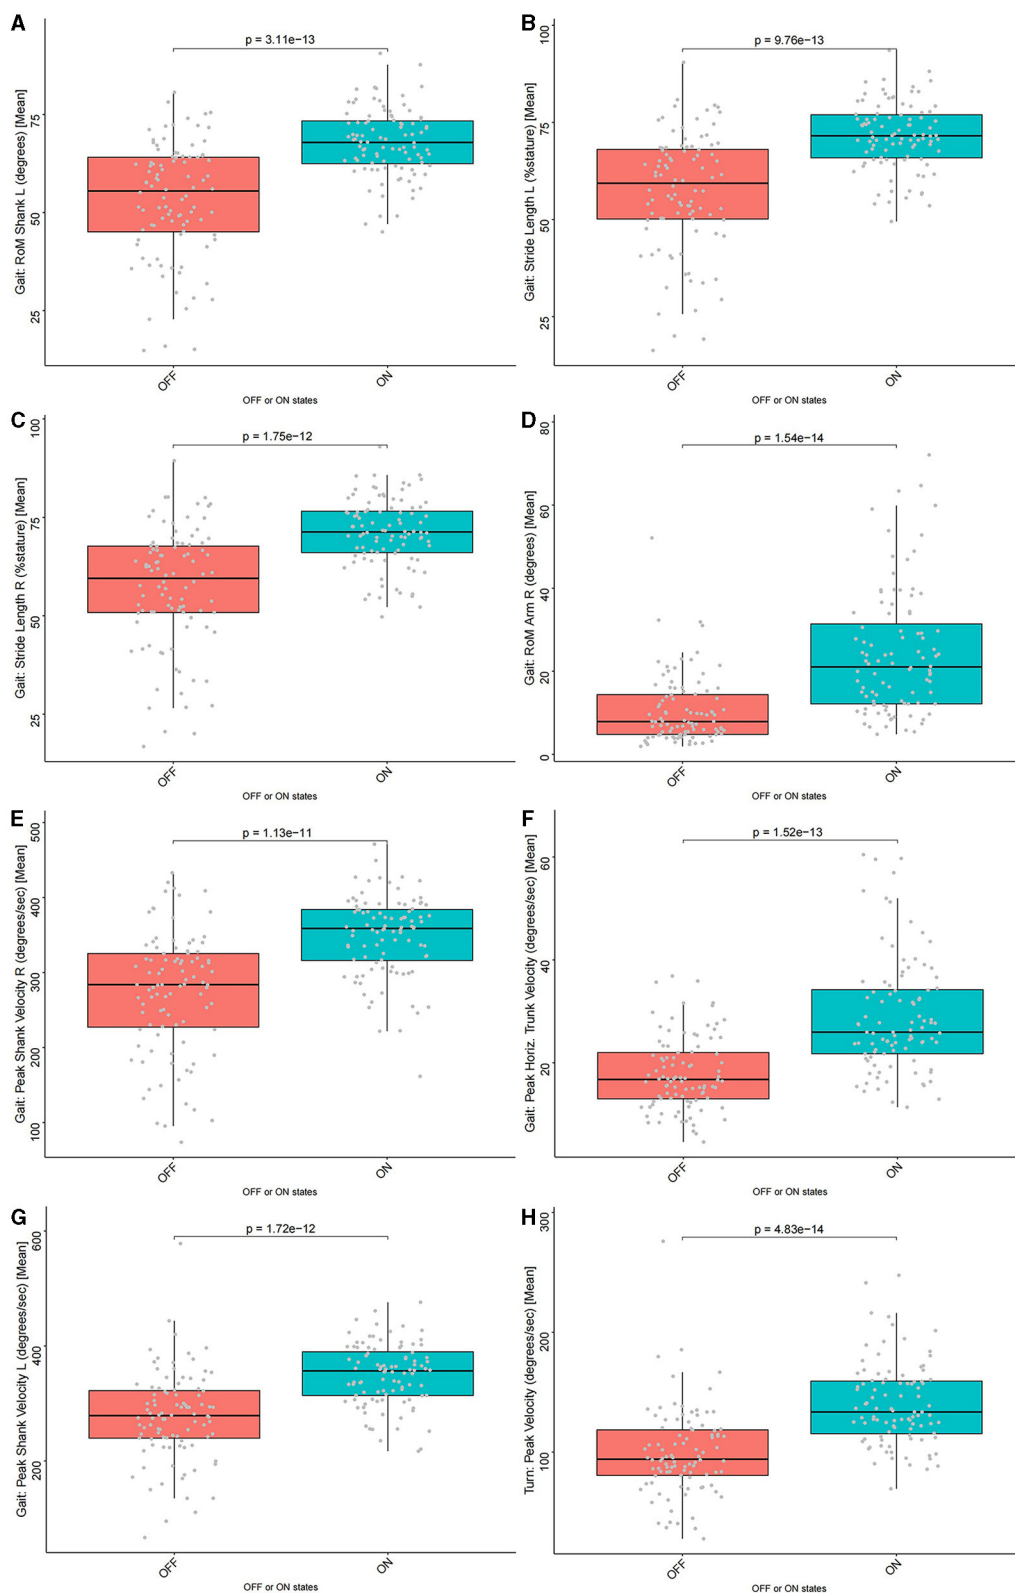 A
p = 3.11e−13
Gait: RoM Shank L (degrees) [Mean]
75
50
25
OFF
ON
OFF or ON states
B
p = 9.76e−13
Gait: Stride Length L (%stature) [Mean]
100
75
50
25
OFF
ON
OFF or ON states
C
p = 1.75e−12
Gait: Stride Length R (%stature) [Mean]
100
75
50
25
OFF
ON
OFF or ON states
D
p = 1.54e−14
Gait: RoM Arm R (degrees) [Mean]
80
60
40
20
0
OFF
ON
OFF or ON states
E
p = 1.13e−11
Gait: Peak Shank Velocity R (degrees/sec) [Mean]
500
400
300
200
100
OFF
ON
OFF or ON states
F
p = 1.52e−13
Gait: Peak Horiz. Trunk Velocity (degrees/sec) [Mean]
60
40
20
OFF
ON
OFF or ON states
G
p = 1.72e−12
Gait: Peak Shank Velocity L (degrees/sec) [Mean]
600
400
200
OFF
ON
OFF or ON states
H
p = 4.83e−14
Turn: Peak Velocity (degrees/sec) [Mean]
300
200
100
OFF
ON
OFF or ON states